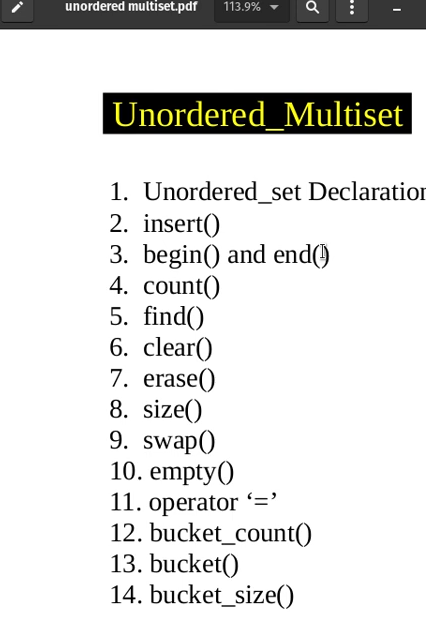 unordered multiset.pdf 113.9%
Unordered_Multiset
1. Unordered_set Declaration
2. insert()
3. begin() and end()
4. count()
5. find()
6. clear()
7. erase()
8. size()
9. swap()
10. empty()
11. operator ‘=’
12. bucket_count()
13. bucket()
14. bucket_size()